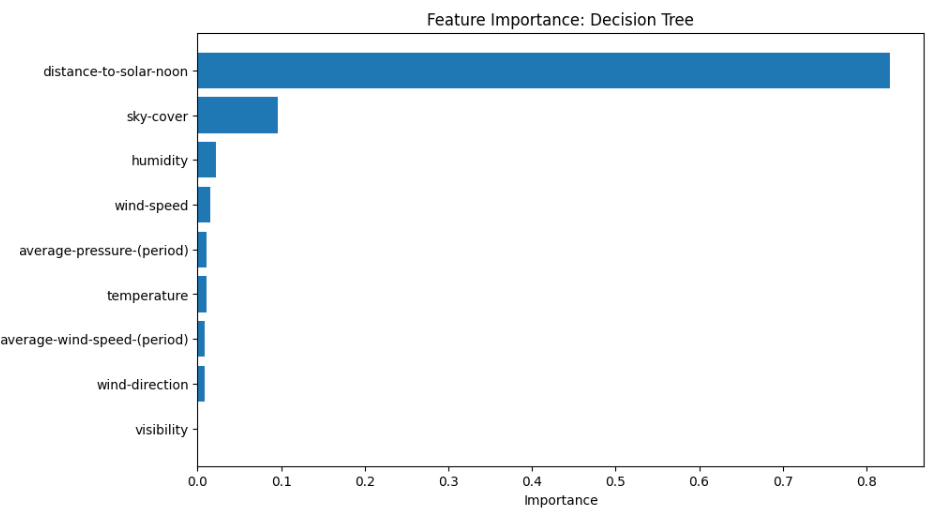 Feature Importance: Decision Tree
distance-to-solar-noon
sky-cover
humidity
wind-speed
average-pressure-(period)
temperature
average-wind-speed-(period)
wind-direction
visibility
0.0 0.1 0.2 0.3 0.4 0.5 0.6 0.7 0.8
Importance